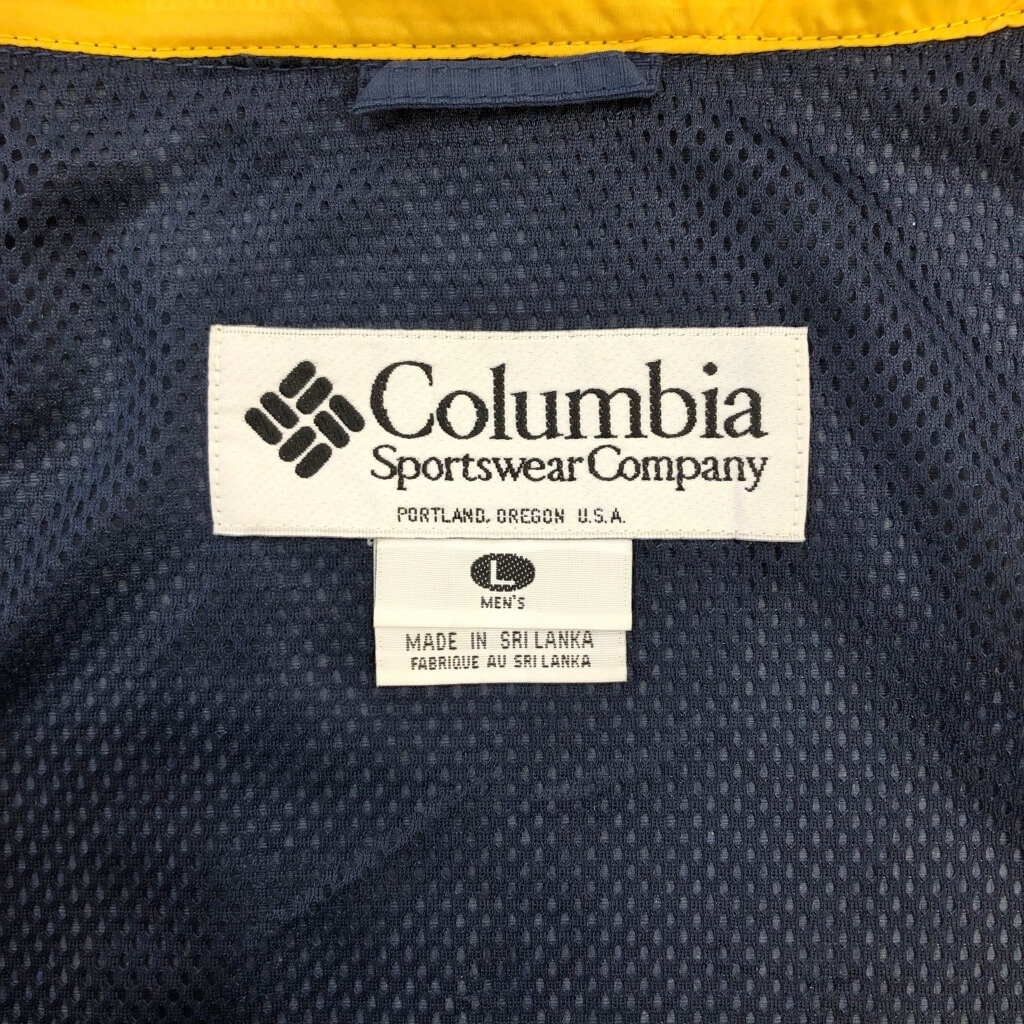 Columbia
Sportswear Company
PORTLAND, OREGON U.S.A.
L
MEN'S
MADE IN SRI LANKA
FABRIQUE AU SRI LANKA